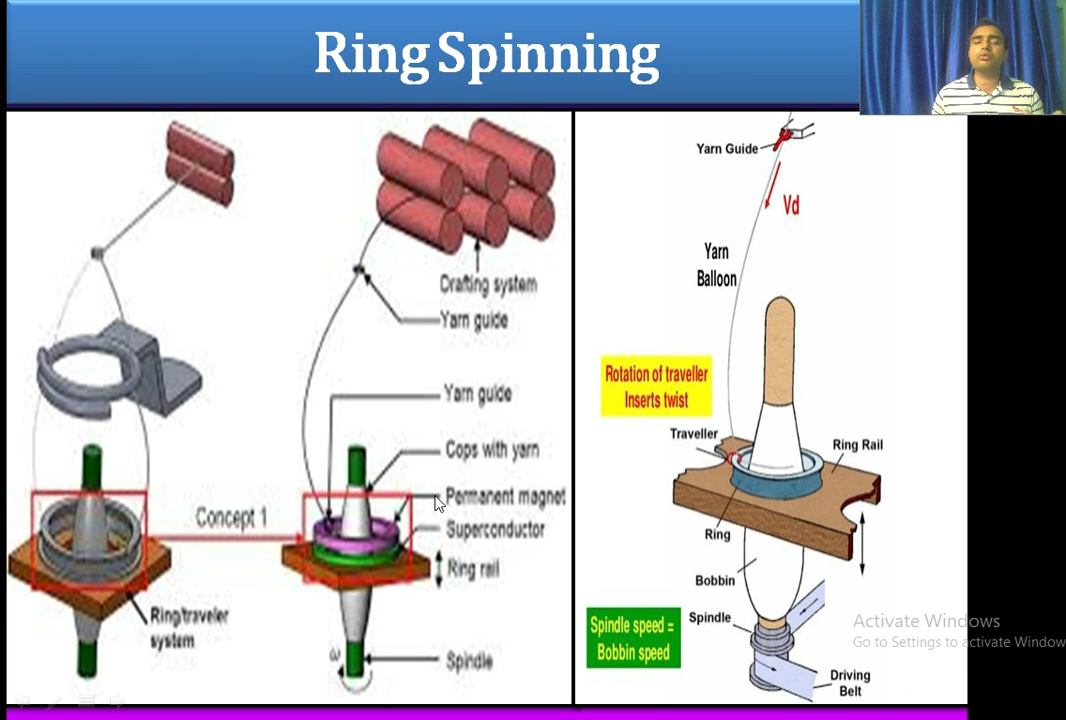 Ring Spinning
Drafting system
Yarn guide
Yarn guide
Cops with yarn
Permanent magnet
Superconductor
Ring rail
Spindle
ω
Concept 1
Ring/traveler
system
Yarn Guide
Vd
Yarn
Balloon
Rotation of traveller
Inserts twist
Traveller
Ring Rail
Ring
Bobbin
Spindle
Spindle speed =
Bobbin speed
Driving
Belt
Activate Windows
Go to Settings to activate Window